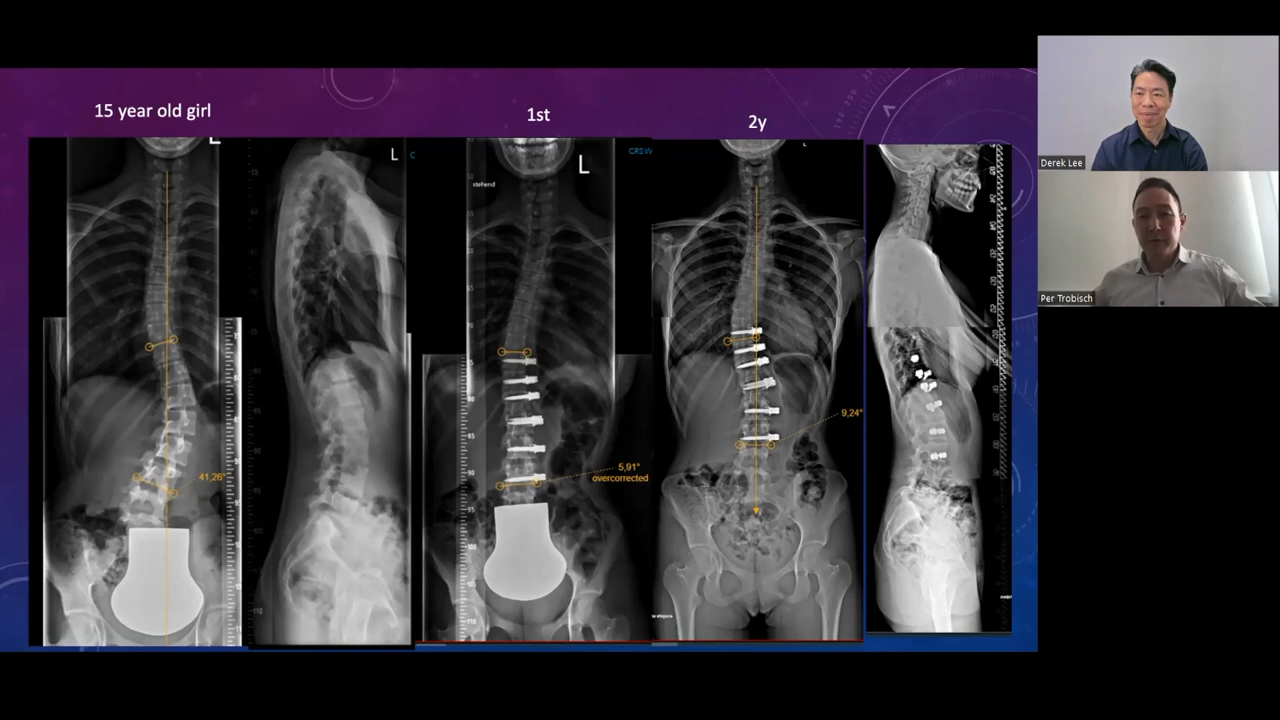 15 year old girl
1st
2y
L
L
C
CRSW
L
stehend
41,26°
5,91°
overcorrected
9,24°
Derek Lee
Per Trobisch